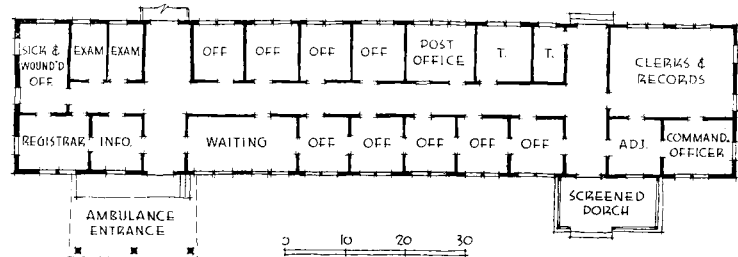 SICK &
WOUND'D
OFF
EXAM
EXAM
OFF
OFF
OFF
OFF
POST
OFFICE
T.
T.
CLERKS &
RECORDS
REGISTRAR
INFO.
WAITING
OFF
OFF
OFF
OFF
OFF
ADJ.
COMMAND.
OFFICER
AMBULANCE
ENTRANCE
SCREENED
PORCH
0 10 20 30